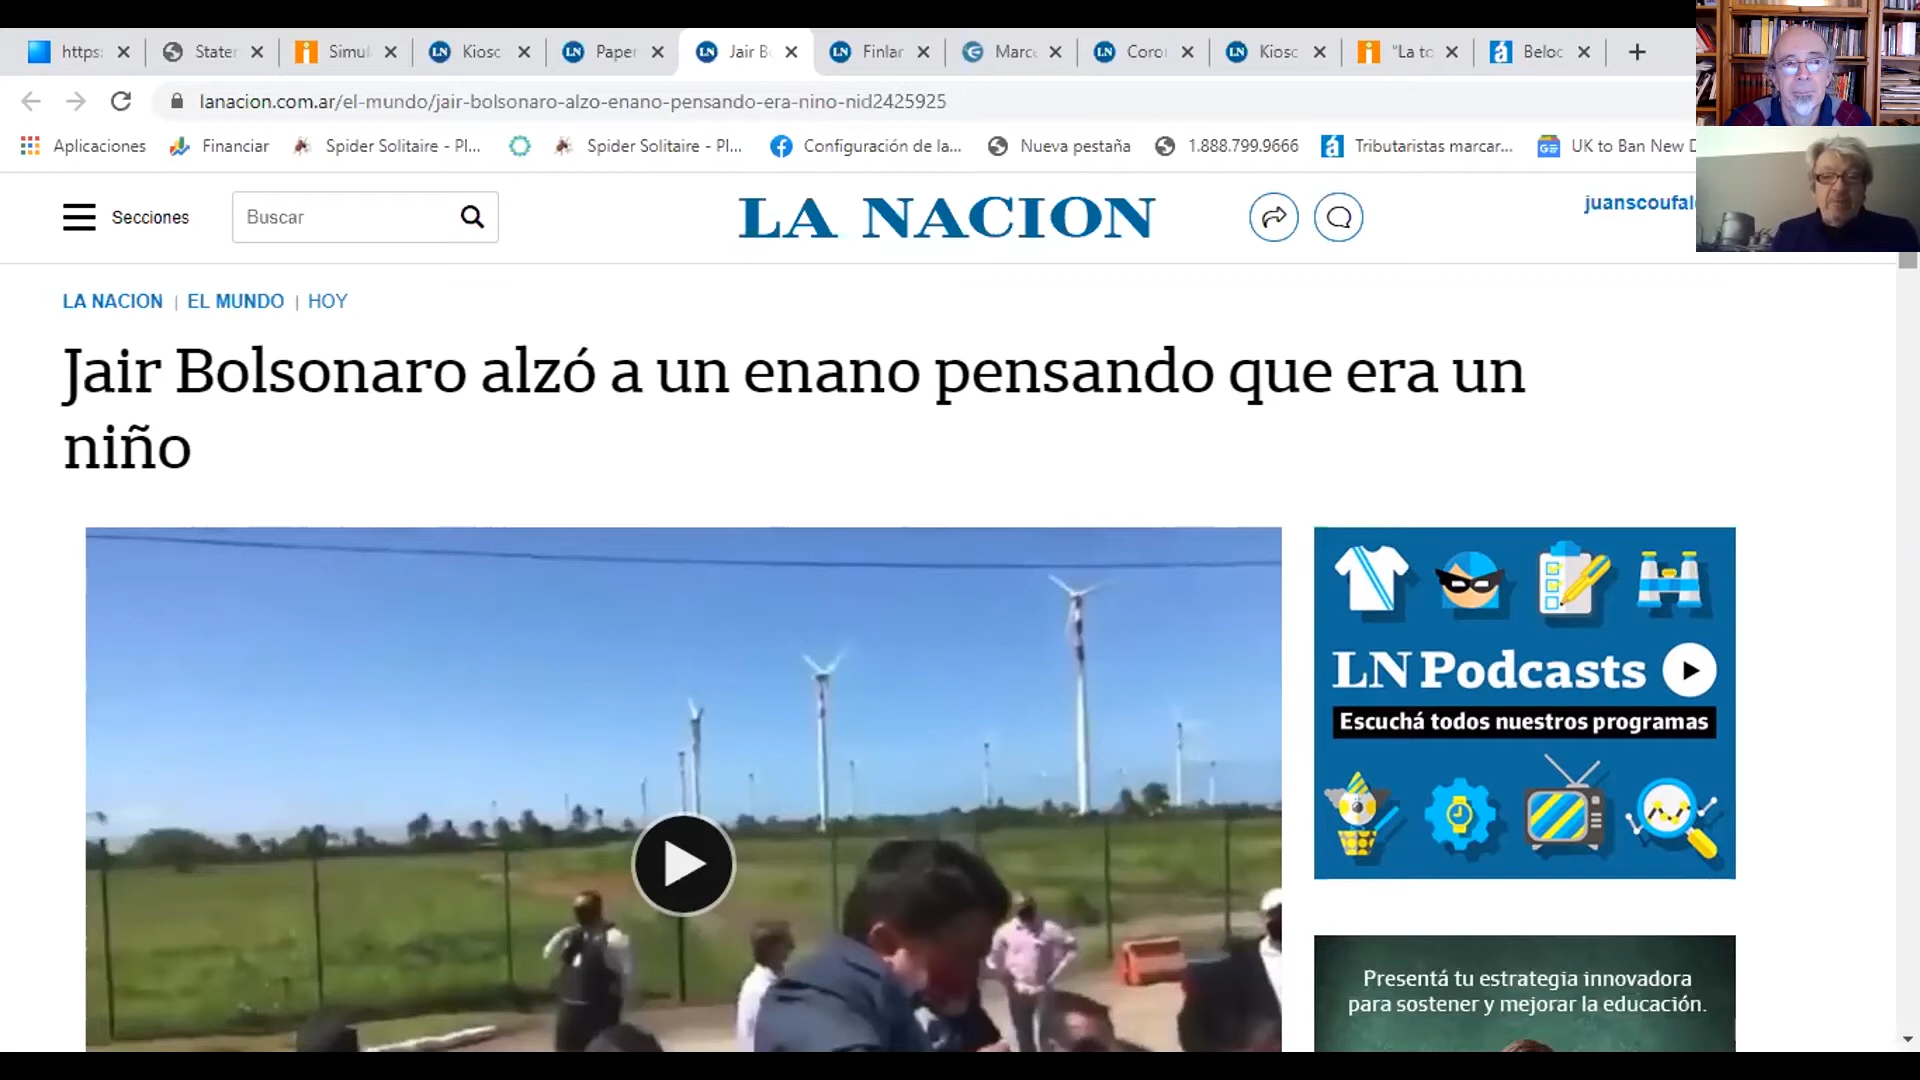 https:
Stater
Simul
Kiosc
Paper
Jair B
Finlar
Marce
Coro
Kiosc
"La to
Beloc
lanacion.com.ar/el-mundo/jair-bolsonaro-alzo-enano-pensando-era-nino-nid2425925
Aplicaciones
Financiar
Spider Solitaire - Pl...
Spider Solitaire - Pl...
Configuración de la...
Nueva pestaña
1.888.799.9666
Tributaristas marcar...
UK to Ban New D
Secciones
Buscar
LA NACION
juanscoufal
LA NACION | EL MUNDO | HOY
Jair Bolsonaro alzó a un enano pensando que era un
niño
LN Podcasts
Escuchá todos nuestros programas
Presentá tu estrategia innovadora
para sostener y mejorar la educación.